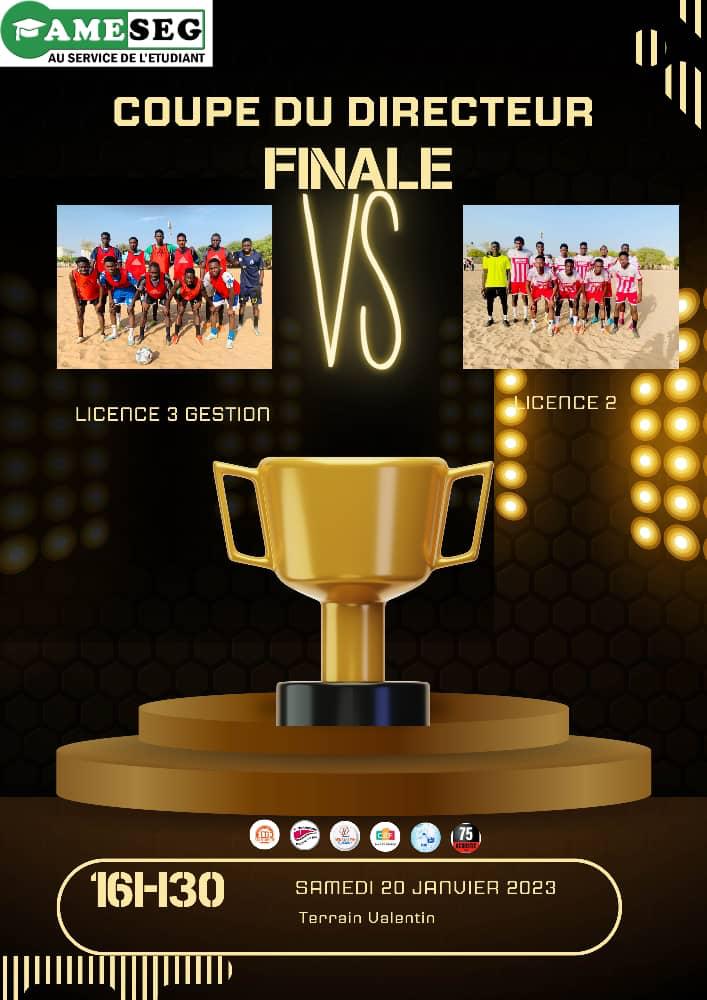 AMESEG
AU SERVICE DE L'ETUDIANT
COUPE DU DIRECTEUR
FINALE
VS
LICENCE 3 GESTION
LICENCE 2
75
16H30
SAMEDI 20 JANVIER 2023
Terrain Valentin